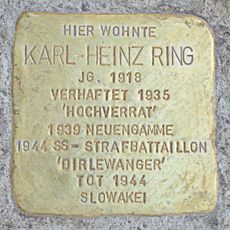 HIER WOHNTE
KARL-HEINZ RING
JG. 1918
VERHAFTET 1935
'HOCHVERRAT'
1939 NEUENGAMME
1944 SS-STRAFBATTAILLON
'DIRLEWANGER'
TOT 1944
SLOWAKEI